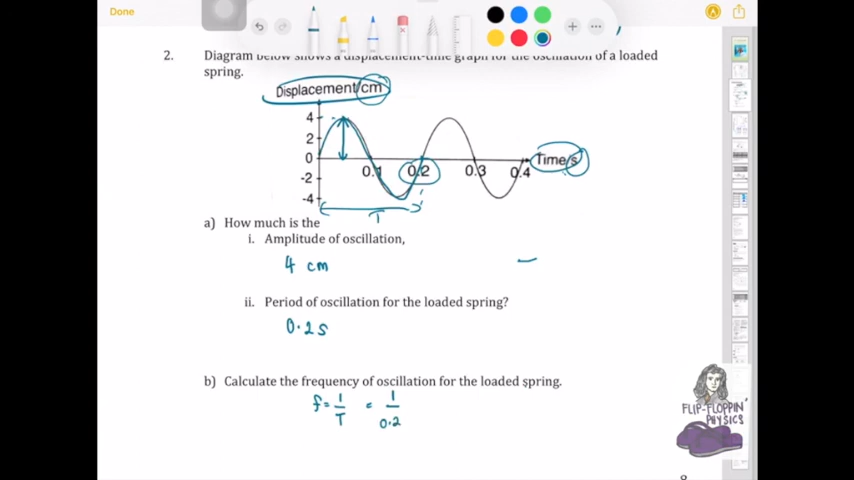 Done
2. Diagram below shows a displacement-time graph for the oscillation of a loaded
spring.
Displacement/cm
4
2
0
-2
-4
0.1 0.2 0.3 0.4
Time/s
T
a) How much is the
i. Amplitude of oscillation,
4 cm
ii. Period of oscillation for the loaded spring?
0.2s
b) Calculate the frequency of oscillation for the loaded spring.
f = 1/T = 1/0.2
FLIP-FLOPPIN'
PHYSICS